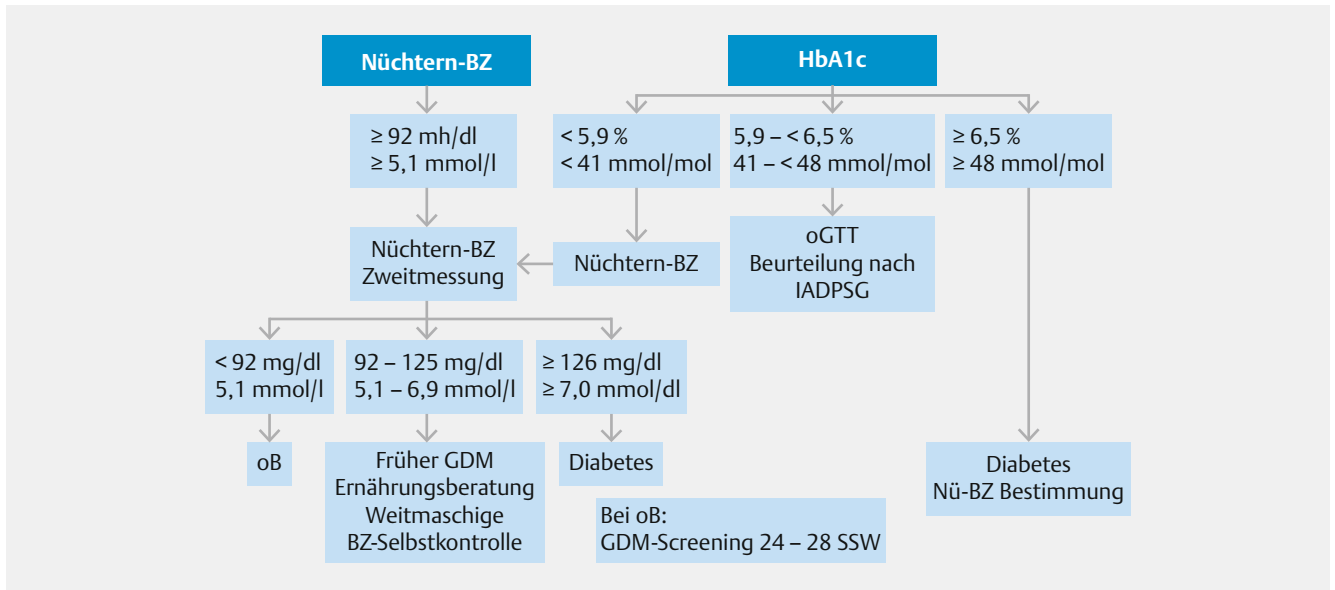 Nüchtern-BZ
HbA1c
≥ 92 mh/dl
≥ 5,1 mmol/l
< 5,9 %
< 41 mmol/mol
5,9 – < 6,5 %
41 – < 48 mmol/mol
≥ 6,5 %
≥ 48 mmol/mol
Nüchtern-BZ
Zweitmessung
Nüchtern-BZ
oGTT
Beurteilung nach
IADPSG
< 92 mg/dl
5,1 mmol/l
92 – 125 mg/dl
5,1 – 6,9 mmol/l
≥ 126 mg/dl
≥ 7,0 mmol/dl
oB
Früher GDM
Ernährungsberatung
Weitmaschige
BZ-Selbstkontrolle
Diabetes
Diabetes
Nü-BZ Bestimmung
Bei oB:
GDM-Screening 24 – 28 SSW